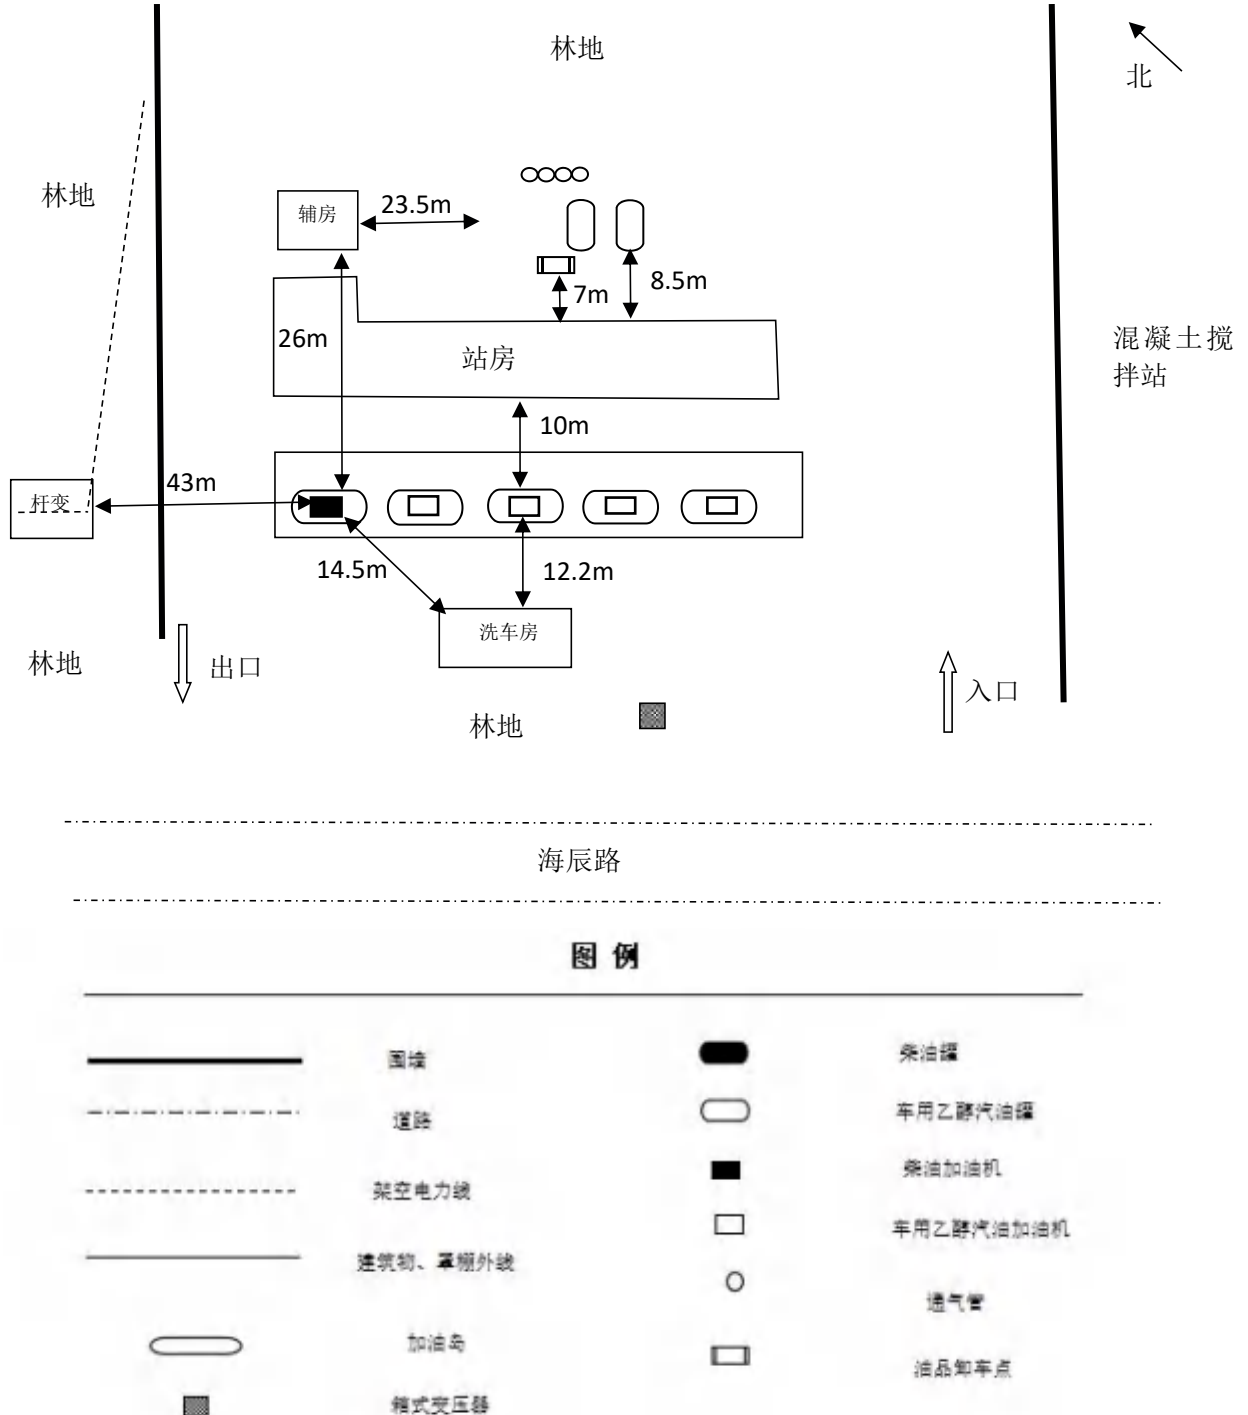 林地
北
林地
辅房
23.5m
8.5m
7m
26m
站房
混凝土搅
拌站
10m
43m
杆变
14.5m
12.2m
洗车房
林地
出口
入口
林地
海辰路
图 例
围墙
柴油罐
道路
车用乙醇汽油罐
架空电力线
柴油加油机
建筑物、罩棚外线
车用乙醇汽油加油机
通气管
加油岛
油品卸车点
箱式变压器